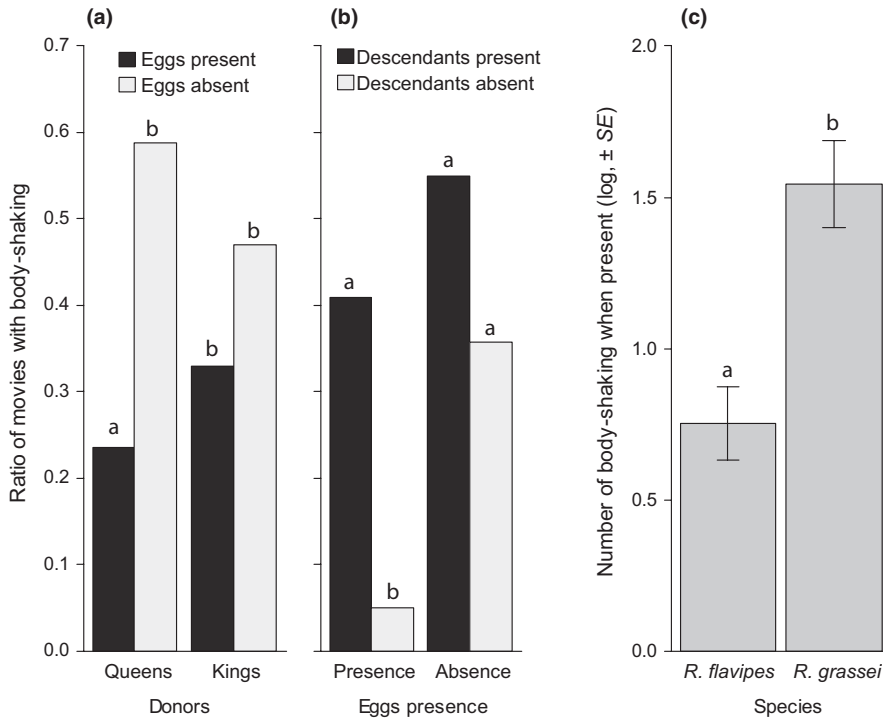 (a)
Ratio of movies with body-shaking
0.7
0.6
0.5
0.4
0.3
0.2
0.1
0.0
Eggs present
Eggs absent
a
b
b
b
Queens
Kings
Donors
(b)
Descendants present
Descendants absent
a
b
a
a
Presence
Absence
Eggs presence
(c)
Number of body-shaking when present (log, ± SE)
2.0
1.5
1.0
0.5
0.0
a
b
R. flavipes
R. grassei
Species